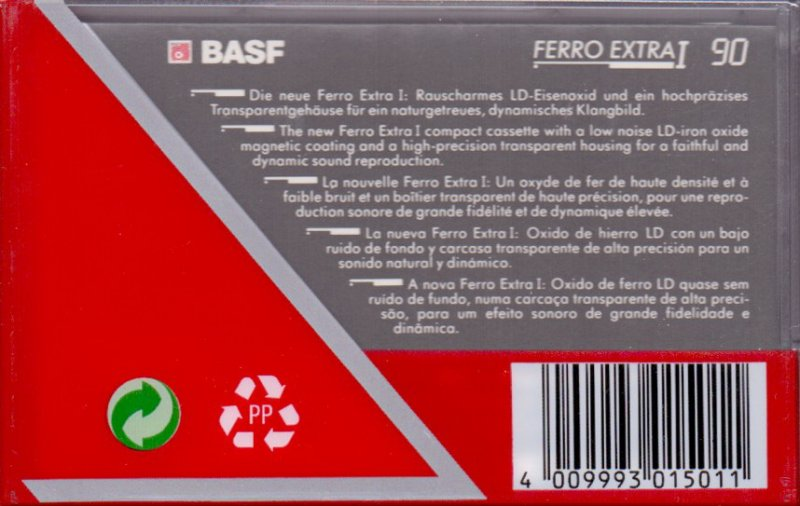 BASF
FERRO EXTRA I 90
Die neue Ferro Extra I: Rauscharmes LD-Eisenoxid und ein hochpräzises
Transparentgehäuse für ein naturgetreues, dynamisches Klangbild.
The new Ferro Extra I compact cassette with a low noise LD-iron oxide
magnetic coating and a high-precision transparent housing for a faithful and
dynamic sound reproduction.
La nouvelle Ferro Extra I: Un oxyde de fer de haute densité et à
faible bruit et un boîtier transparent de haute précision, pour une repro-
duction sonore de grande fidélité et de dynamique élevée.
La nueva Ferro Extra I: Oxido de hierro LD con un bajo
ruido de fondo y carcasa transparente de alta precisión para un
sonido natural y dinámico.
A nova Ferro Extra I: Oxido de ferro LD quase sem
ruido de fundo, numa carcaça transparente de alta preci-
são, para um efeito sonoro de grande fidelidade e
dinâmica.
PP
4 009993 015011